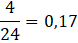 4/24 = 0,17